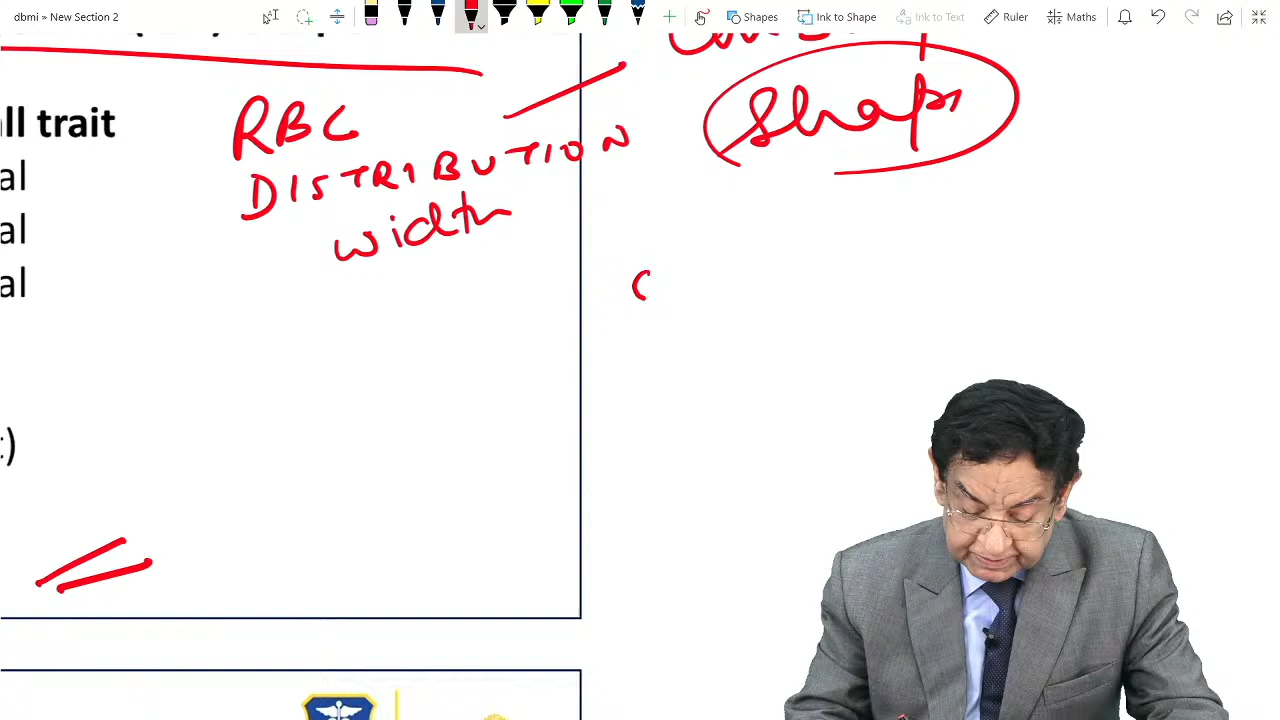 dbmi » New Section 2
Shapes
Ink to Shape
Ink to Text
Ruler
Maths
ll trait
al
al
al
t)
RBC
DISTRIBUTION
width
Shape